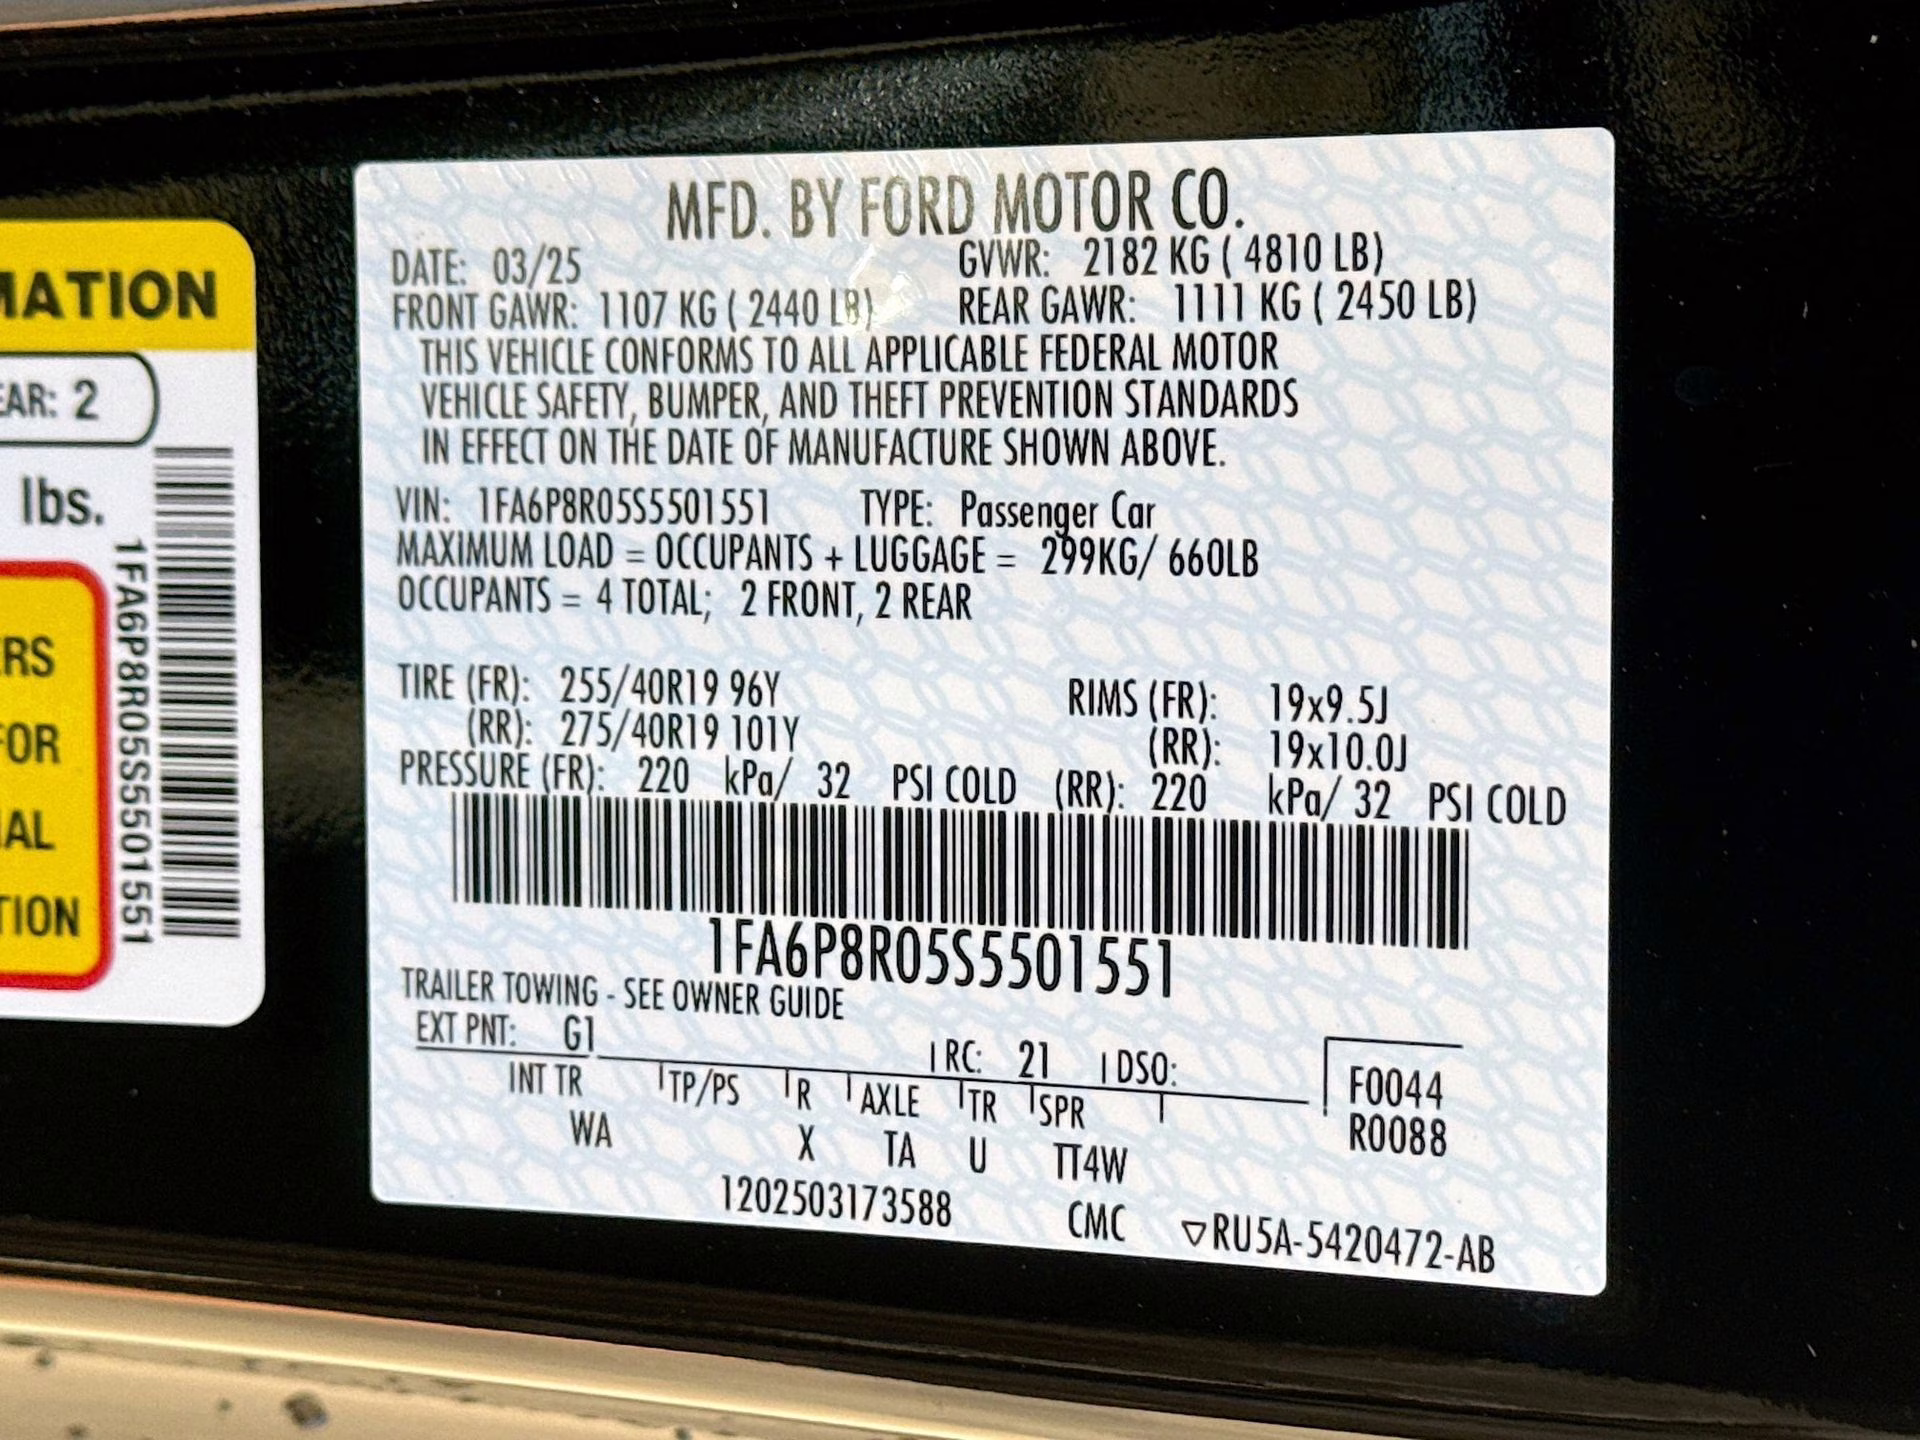 MATION
EAR: 2
lbs.
1FA6P8R05S5501551
ERS
FOR
TION
MFD. BY FORD MOTOR CO.
DATE: 03/25 GVWR: 2182 KG ( 4810 LB)
FRONT GAWR: 1107 KG ( 2440 LB) REAR GAWR: 1111 KG ( 2450 LB)
THIS VEHICLE CONFORMS TO ALL APPLICABLE FEDERAL MOTOR
VEHICLE SAFETY, BUMPER, AND THEFT PREVENTION STANDARDS
IN EFFECT ON THE DATE OF MANUFACTURE SHOWN ABOVE.
VIN: 1FA6P8R05S5501551 TYPE: Passenger Car
MAXIMUM LOAD = OCCUPANTS + LUGGAGE = 299KG/ 660LB
OCCUPANTS = 4 TOTAL; 2 FRONT, 2 REAR
TIRE (FR): 255/40R19 96Y RIMS (FR): 19x9.5J
(RR): 275/40R19 101Y (RR): 19x10.0J
PRESSURE (FR): 220 kPa/ 32 PSI COLD (RR): 220 kPa/ 32 PSI COLD
1FA6P8R05S5501551
TRAILER TOWING - SEE OWNER GUIDE
EXT PNT: G1 RC: 21 DSO:
INT TR TP/PS R AXLE TR SPR
WA X TA U TT4W
F0044
R0088
1202503173588 CMC ▽RU5A-5420472-AB